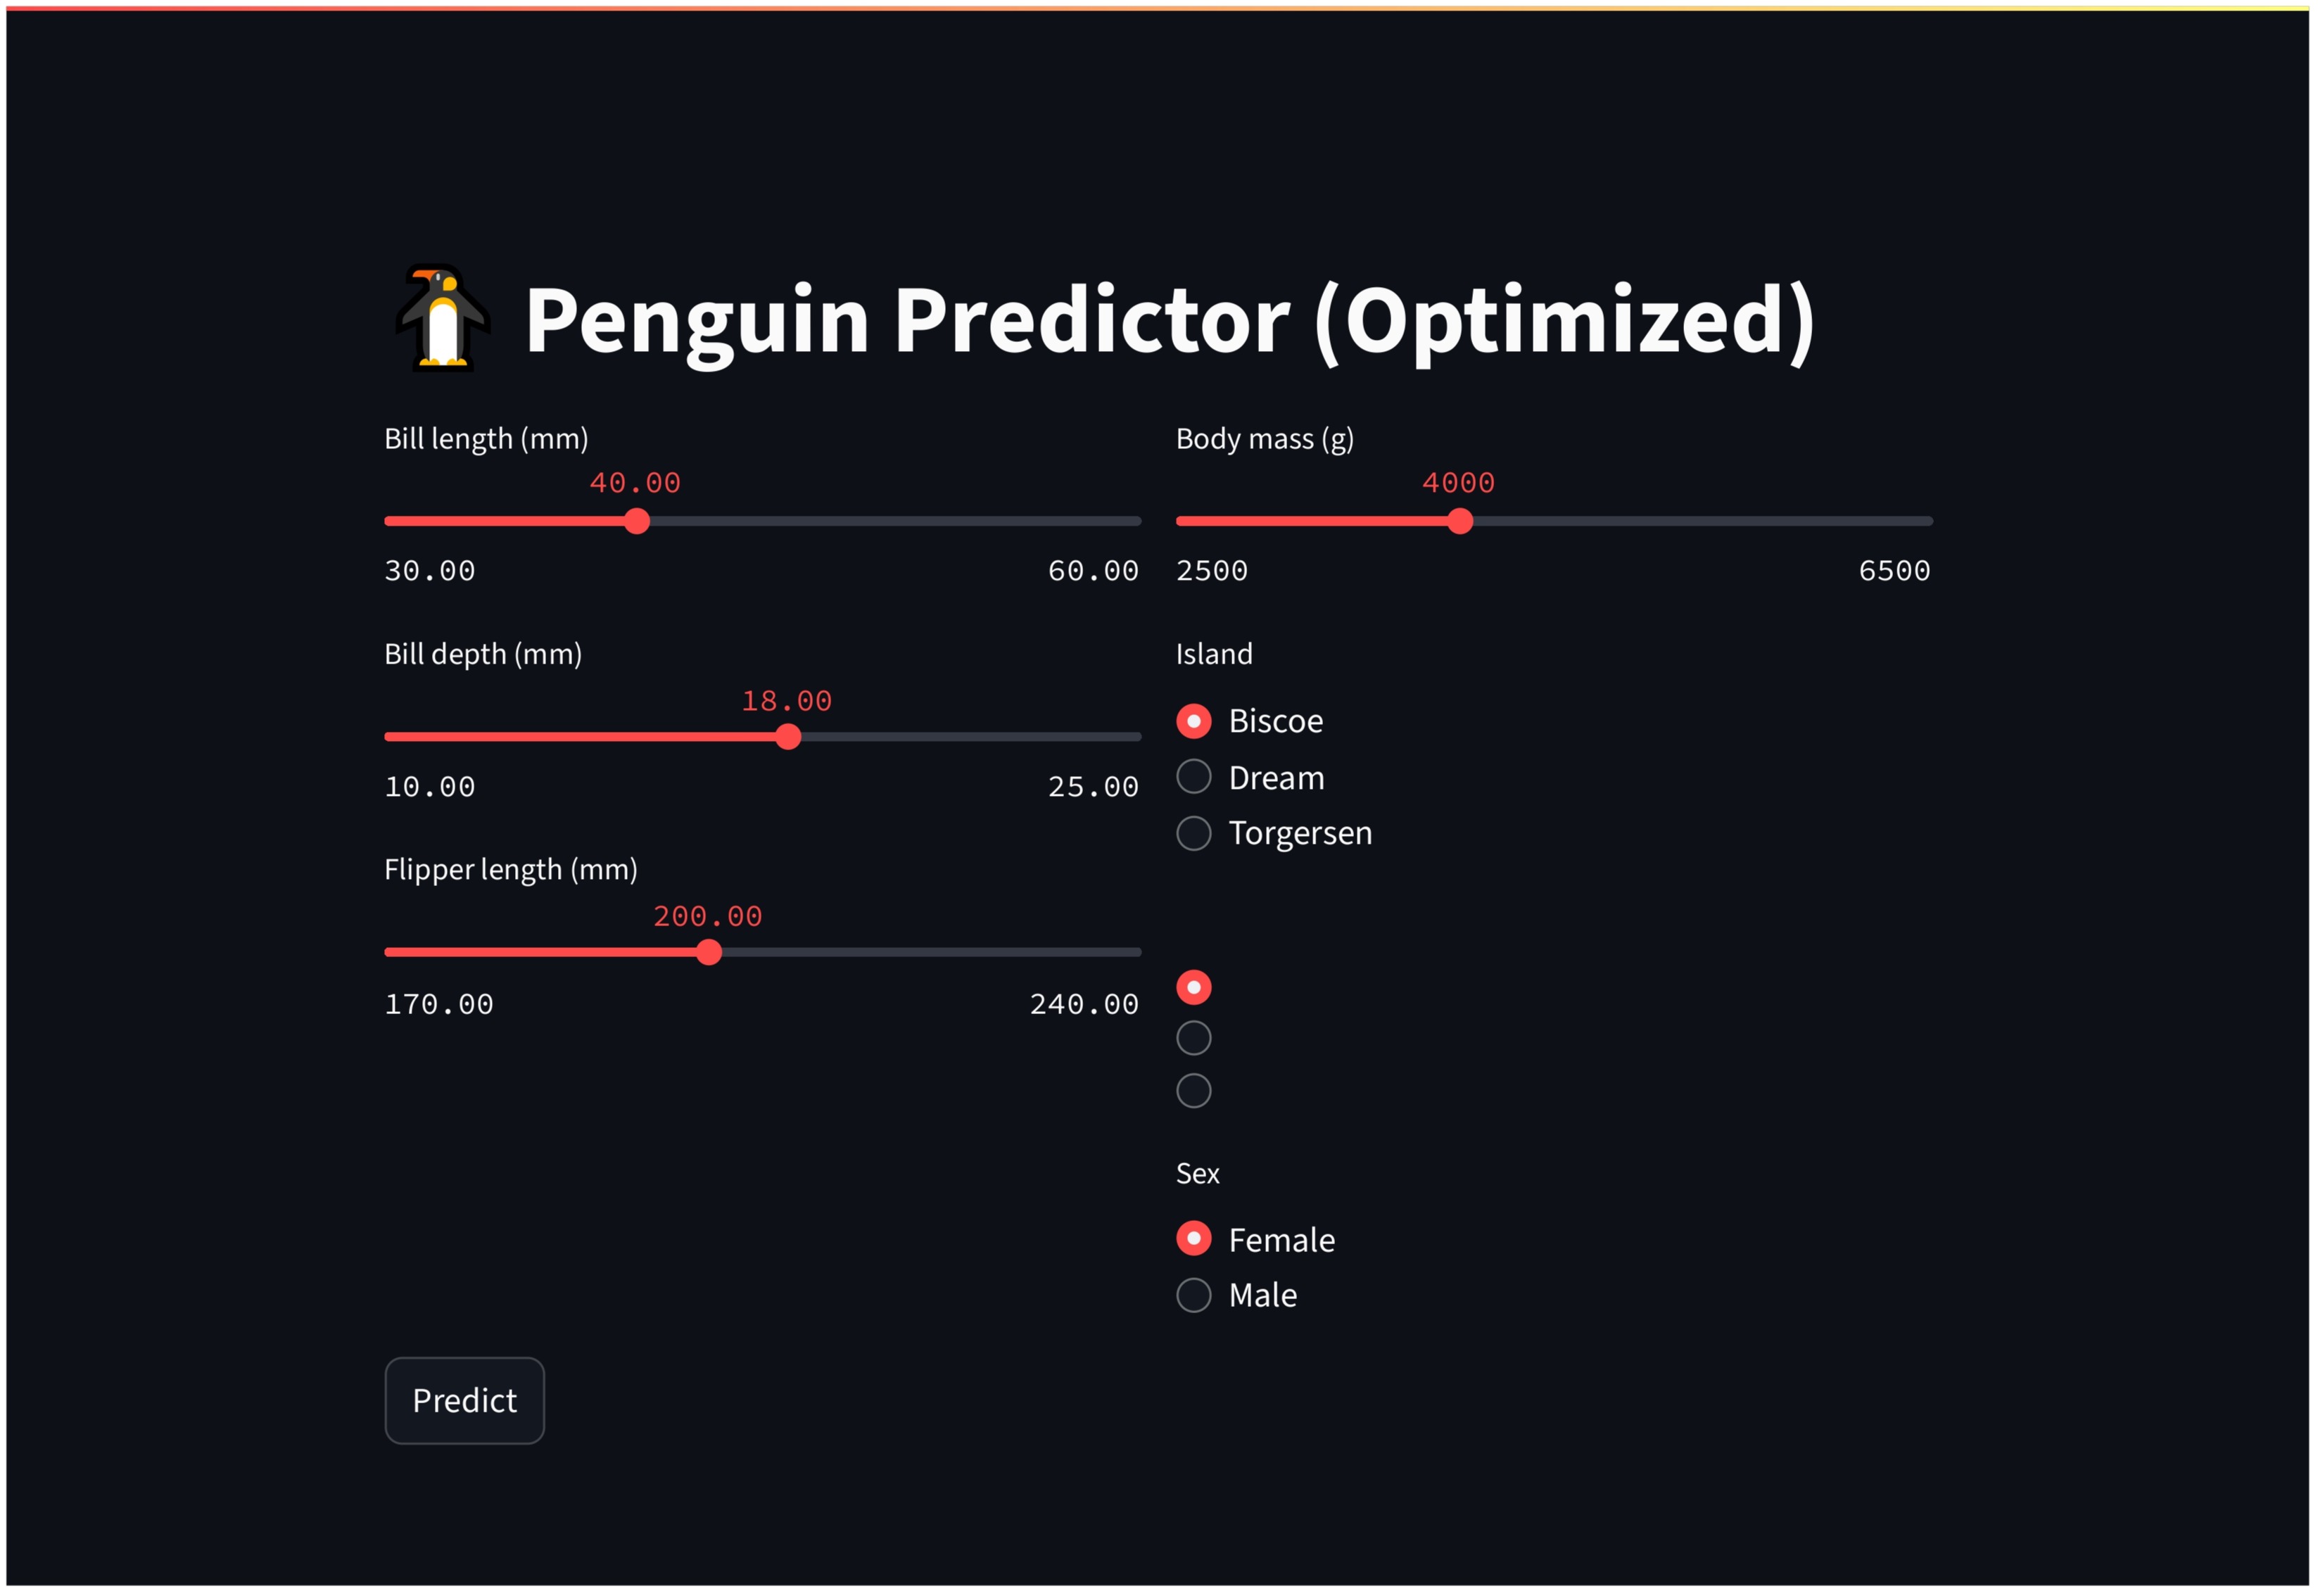 Penguin Predictor (Optimized)
Bill length (mm)
40.00
30.00 60.00
Bill depth (mm)
18.00
10.00 25.00
Flipper length (mm)
200.00
170.00 240.00
Body mass (g)
4000
2500 6500
Island
Biscoe
Dream
Torgersen
Sex
Female
Male
Predict